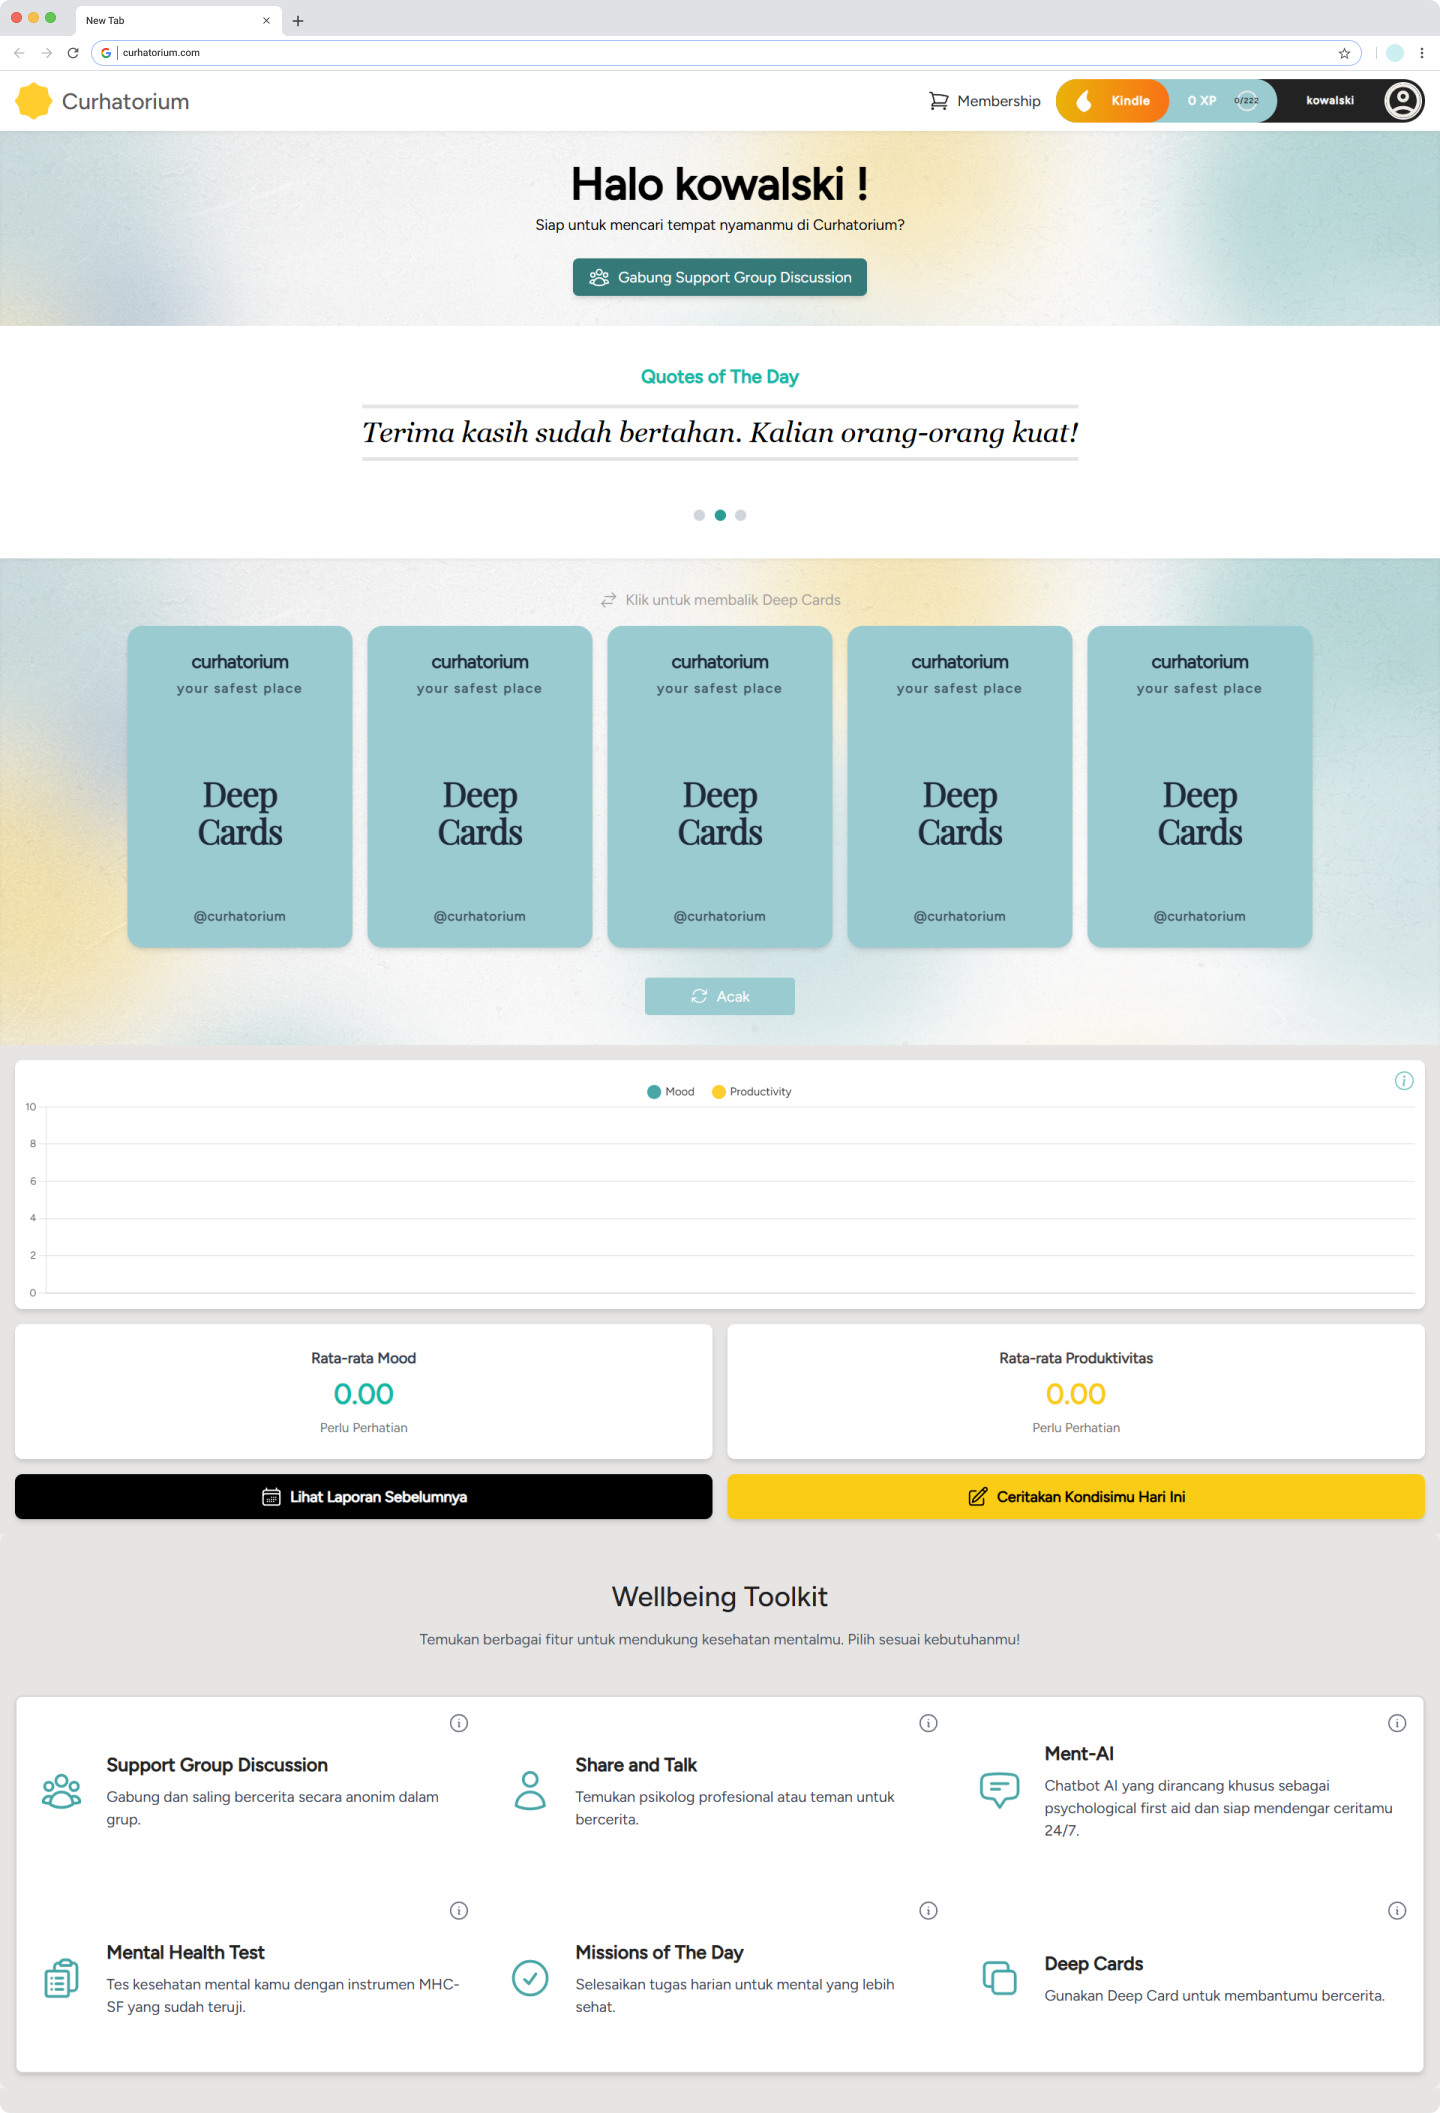 New Tab
curhatorium.com
Curhatorium
Membership
Kindle
0 XP
0/222
kowalski
Halo kowalski !
Siap untuk mencari tempat nyamanmu di Curhatorium?
Gabung Support Group Discussion
Quotes of The Day
Terima kasih sudah bertahan. Kalian orang-orang kuat!
Klik untuk membalik Deep Cards
curhatorium
your safest place
Deep
Cards
@curhatorium
curhatorium
your safest place
Deep
Cards
@curhatorium
curhatorium
your safest place
Deep
Cards
@curhatorium
curhatorium
your safest place
Deep
Cards
@curhatorium
curhatorium
your safest place
Deep
Cards
@curhatorium
Acak
Mood
Productivity
10
8
6
4
2
0
Rata-rata Mood
0.00
Perlu Perhatian
Rata-rata Produktivitas
0.00
Perlu Perhatian
Lihat Laporan Sebelumnya
Ceritakan Kondisimu Hari Ini
Wellbeing Toolkit
Temukan berbagai fitur untuk mendukung kesehatan mentalmu. Pilih sesuai kebutuhanmu!
Support Group Discussion
Gabung dan saling bercerita secara anonim dalam
grup.
Share and Talk
Temukan psikolog profesional atau teman untuk
bercerita.
Ment-AI
Chatbot AI yang dirancang khusus sebagai
psychological first aid dan siap mendengar ceritamu
24/7.
Mental Health Test
Tes kesehatan mental kamu dengan instrumen MHC-
SF yang sudah teruji.
Missions of The Day
Selesaikan tugas harian untuk mental yang lebih
sehat.
Deep Cards
Gunakan Deep Card untuk membantumu bercerita.